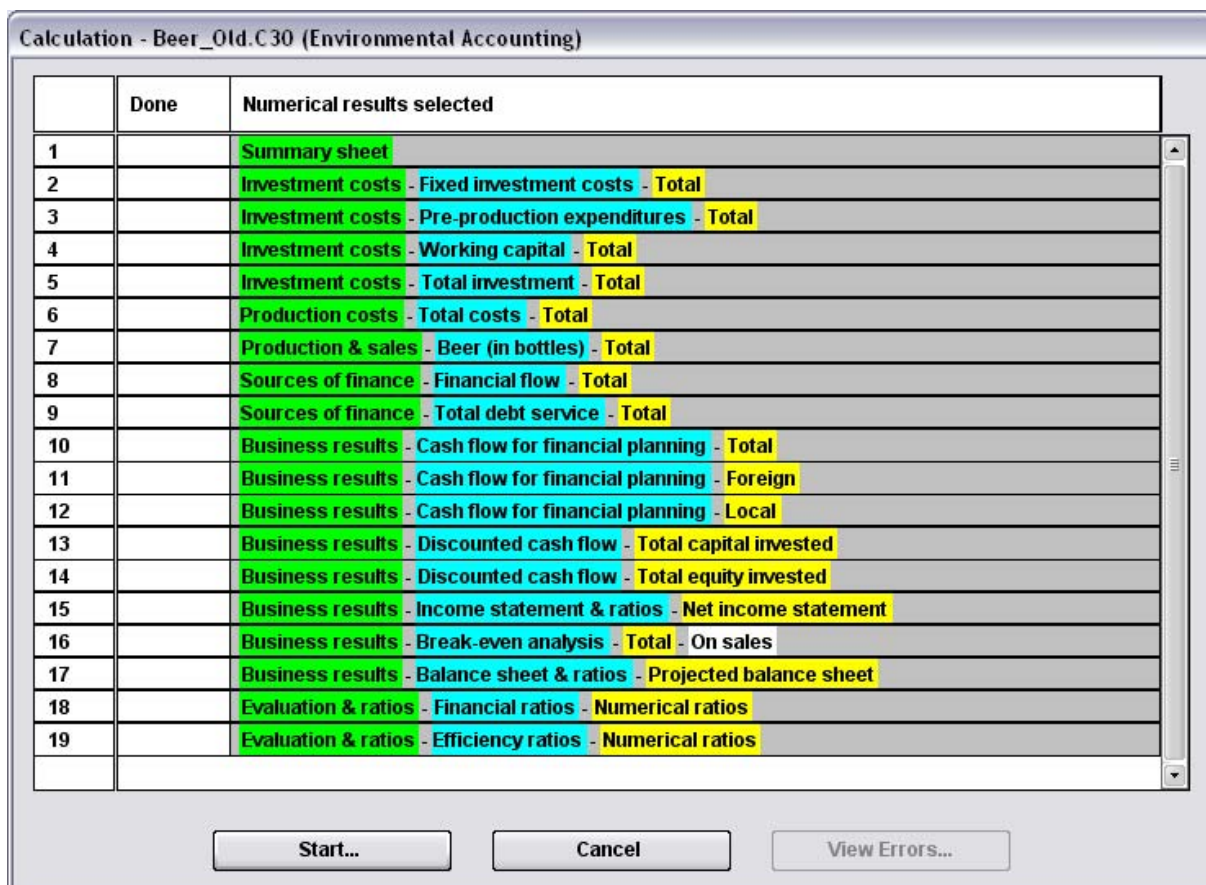 Calculation - Beer_Old.C30 (Environmental Accounting)
Done Numerical results selected
1 Summary sheet
2 Investment costs - Fixed investment costs - Total
3 Investment costs - Pre-production expenditures - Total
4 Investment costs - Working capital - Total
5 Investment costs - Total investment - Total
6 Production costs - Total costs - Total
7 Production & sales - Beer (in bottles) - Total
8 Sources of finance - Financial flow - Total
9 Sources of finance - Total debt service - Total
10 Business results - Cash flow for financial planning - Total
11 Business results - Cash flow for financial planning - Foreign
12 Business results - Cash flow for financial planning - Local
13 Business results - Discounted cash flow - Total capital invested
14 Business results - Discounted cash flow - Total equity invested
15 Business results - Income statement & ratios - Net income statement
16 Business results - Break-even analysis - Total - On sales
17 Business results - Balance sheet & ratios - Projected balance sheet
18 Evaluation & ratios - Financial ratios - Numerical ratios
19 Evaluation & ratios - Efficiency ratios - Numerical ratios
Start... Cancel View Errors...